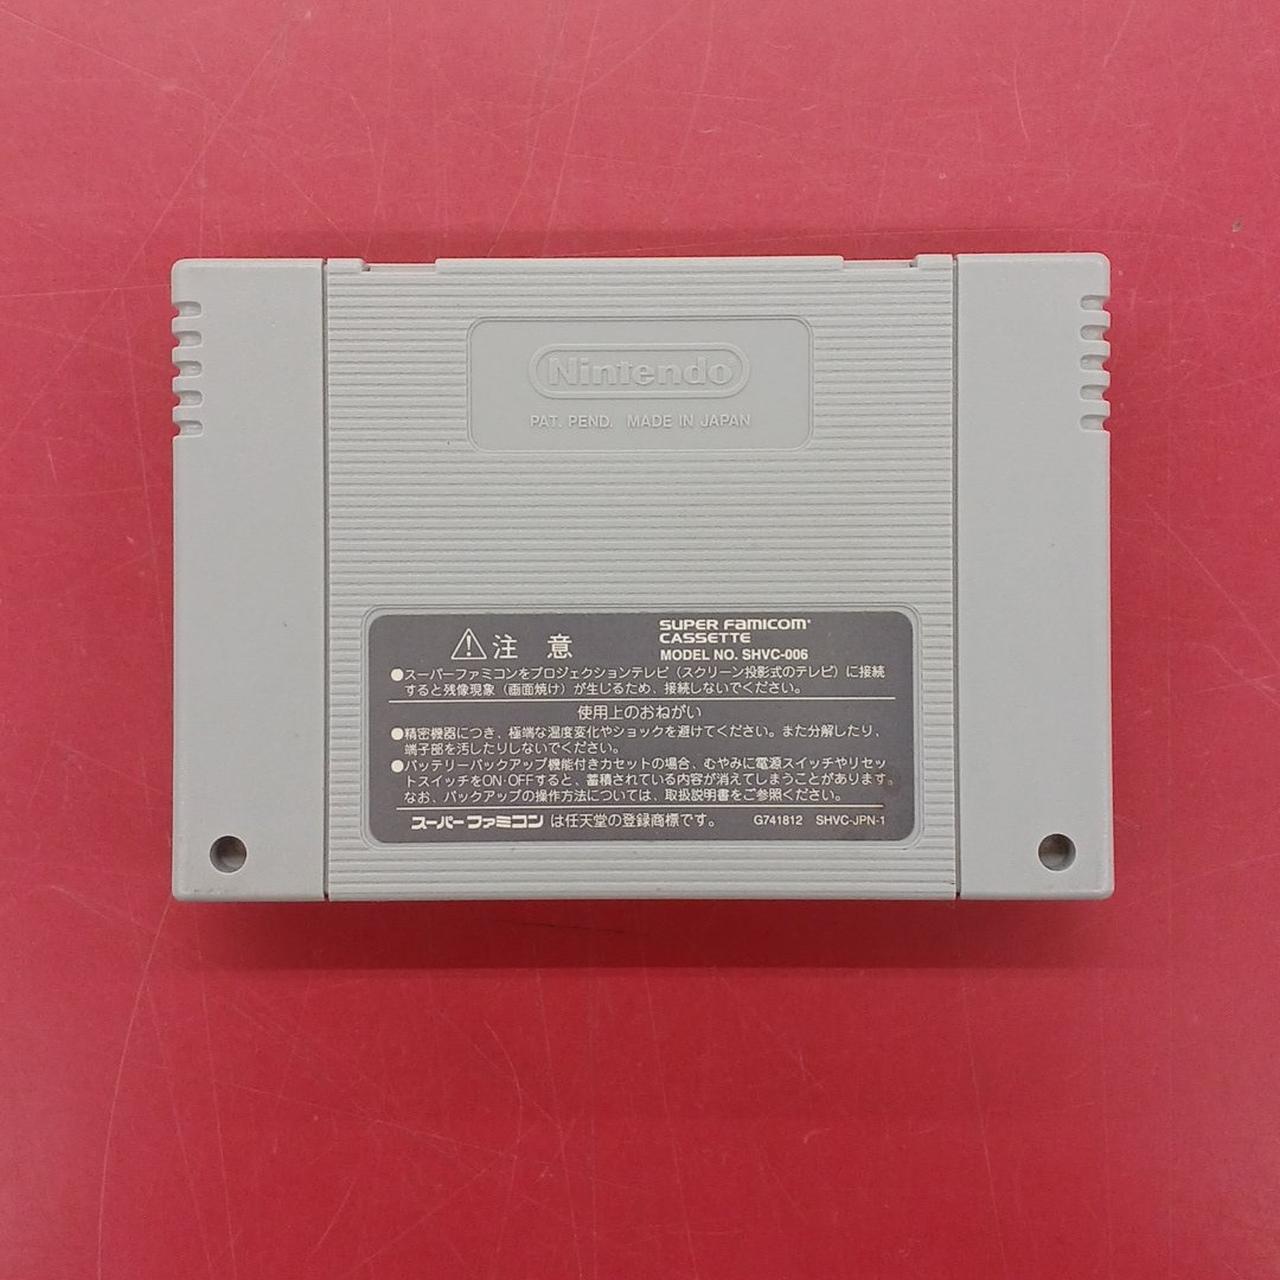 Nintendo
PAT. PEND. MADE IN JAPAN
注 意
SUPER FAMICOM
CASSETTE
MODEL NO. SHVC-006
●スーパーファミコンをプロジェクションテレビ（スクリーン投影式のテレビ）に接続
すると残像現象（画面焼け）が生じるため、接続しないでください。
使用上のおねがい
●精密機器につき、極端な温度変化やショックを避けてください。また分解したり、
端子部を汚したりしないでください。
●バッテリーバックアップ機能付きカセットの場合、むやみに電源スイッチやリセッ
トスイッチをON・OFFすると、蓄積されている内容が消えてしまうことがあります。
なお、バックアップの操作方法については、取扱説明書をご参照ください。
スーパーファミコン は任天堂の登録商標です。 G741812 SHVC-JPN-1